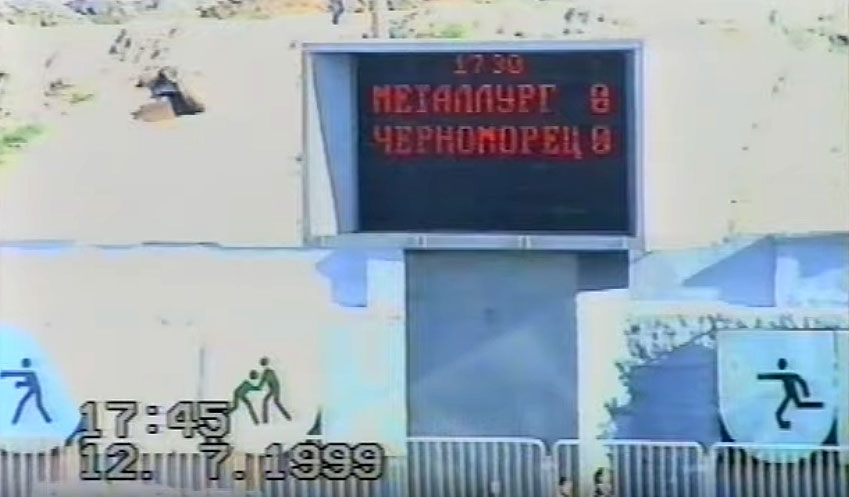 17 30
МЕТАЛЛУРГ 0
ЧЕРНОМОРЕЦ 0
17:45
12. 7.1999